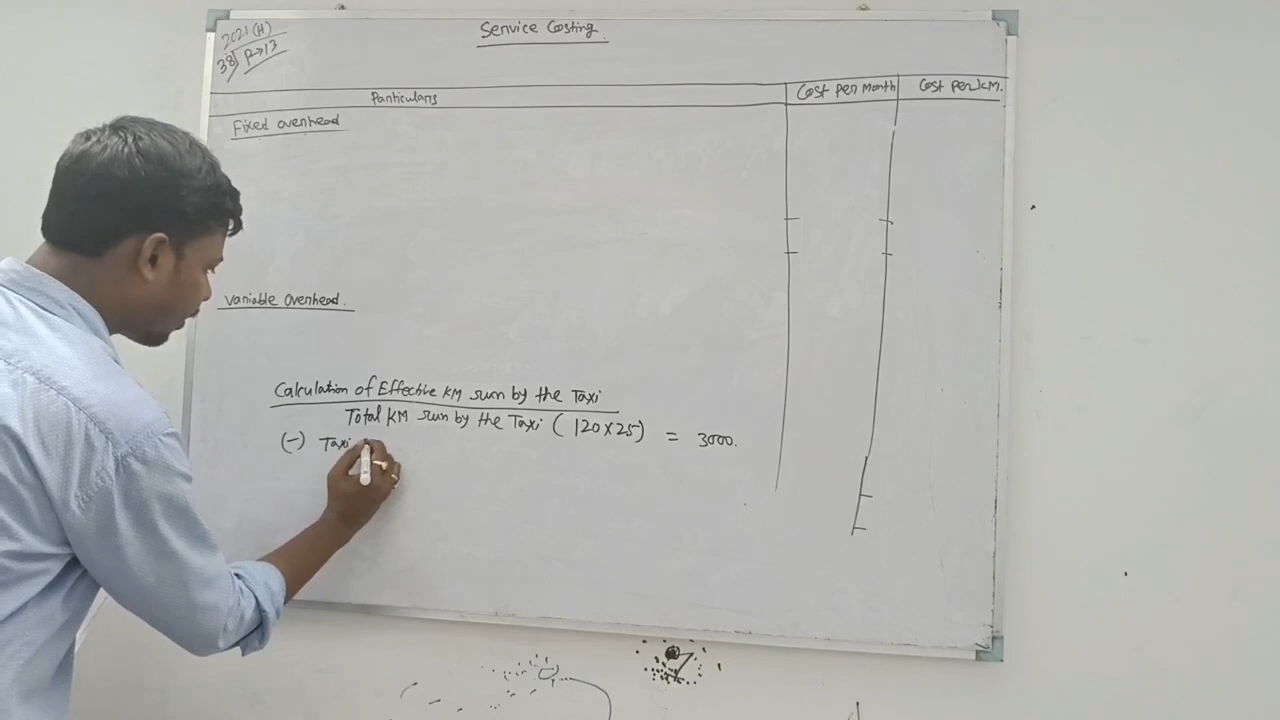 2021(H)
38) P→13
Service Costing.
Particulars
Cost per Month
Cost per KM.
Fixed overhead
Variable overhead.
Calculation of Effective KM run by the Taxi
Total KM run by the Taxi (120×25) = 3000.
(-) Taxi